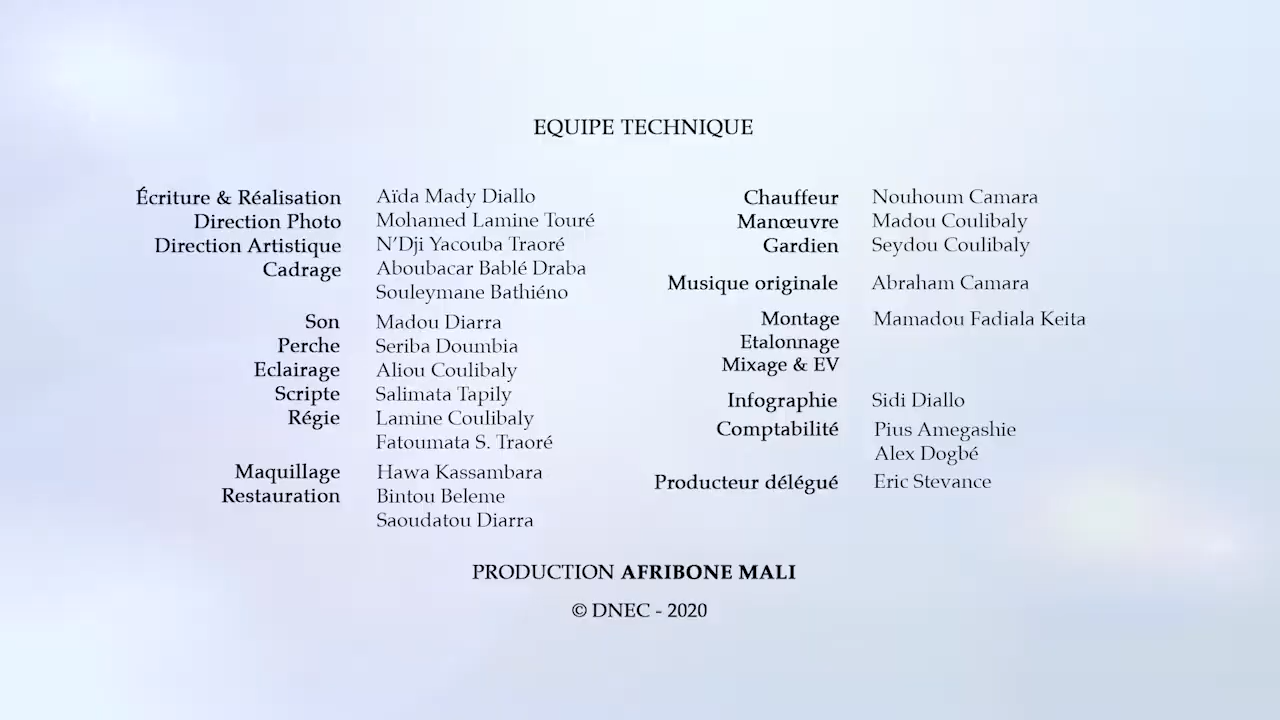 EQUIPE TECHNIQUE
Écriture & Réalisation Aïda Mady Diallo
Direction Photo Mohamed Lamine Touré
Direction Artistique N'Dji Yacouba Traoré
Cadrage Aboubacar Bablé Draba
Souleymane Bathiéno
Son Madou Diarra
Perche Seriba Doumbia
Eclairage Aliou Coulibaly
Scripte Salimata Tapily
Régie Lamine Coulibaly
Fatoumata S. Traoré
Maquillage Hawa Kassambara
Restauration Bintou Beleme
Saoudatou Diarra
Chauffeur Nouhoum Camara
Manœuvre Madou Coulibaly
Gardien Seydou Coulibaly
Musique originale Abraham Camara
Montage Mamadou Fadiala Keita
Etalonnage
Mixage & EV
Infographie Sidi Diallo
Comptabilité Pius Amegashie
Alex Dogbé
Producteur délégué Eric Stevance
PRODUCTION AFRIBONE MALI
© DNEC - 2020